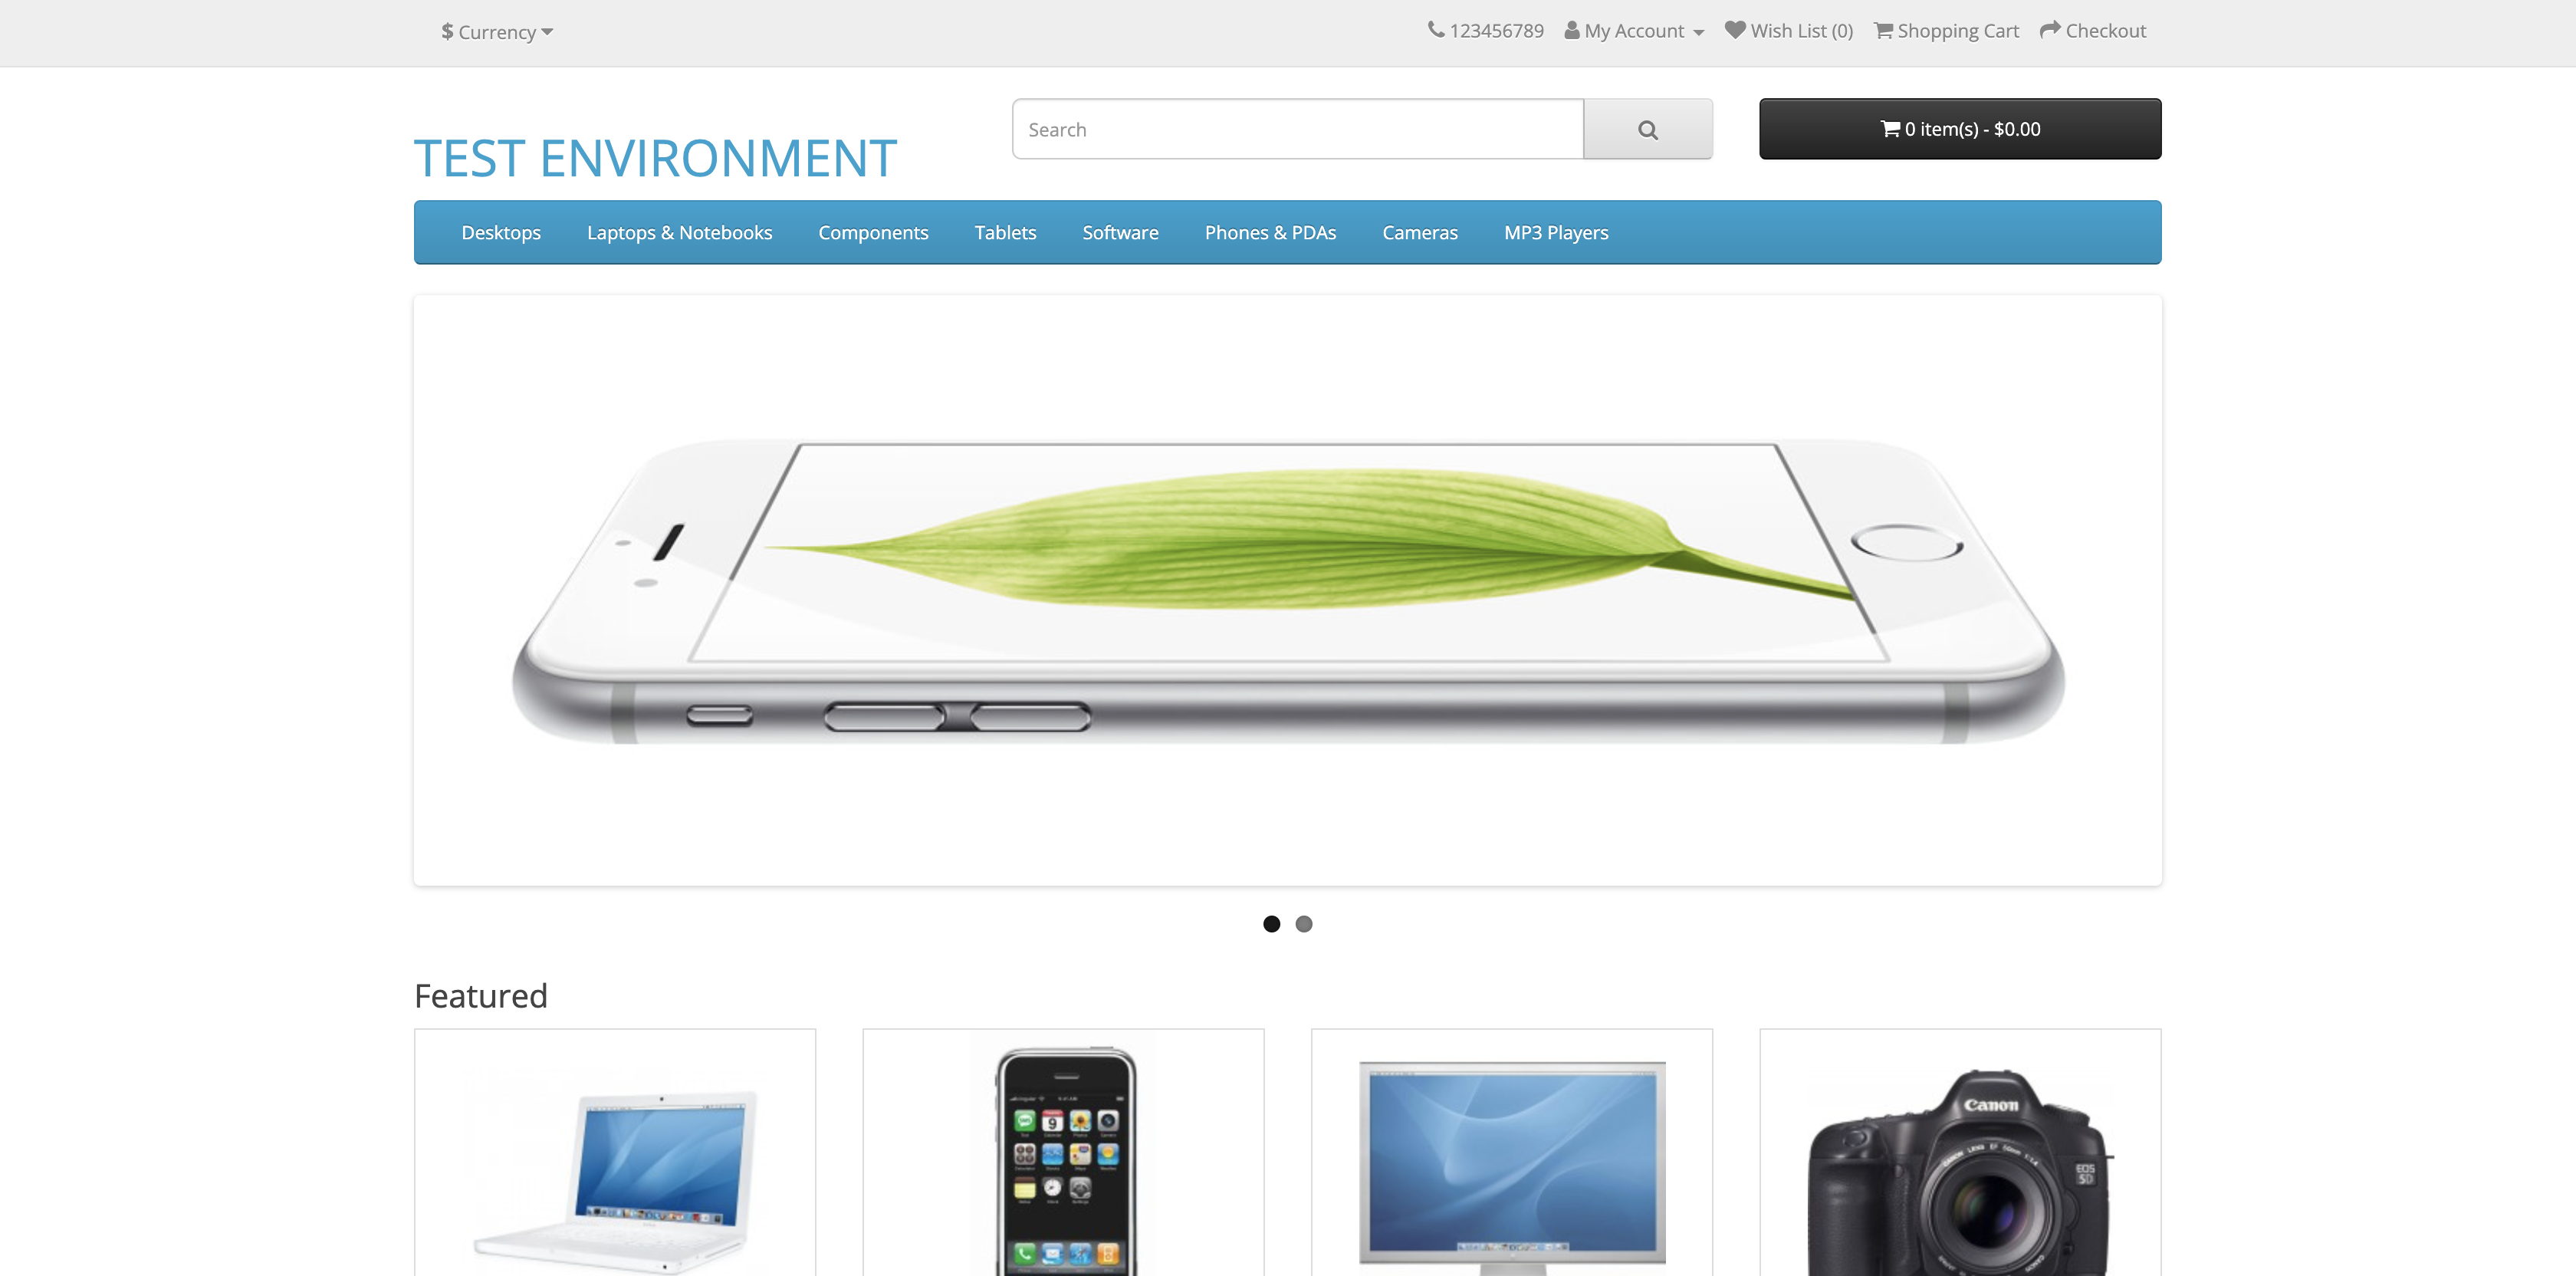 $ Currency
123456789 My Account Wish List (0) Shopping Cart Checkout
TEST ENVIRONMENT
Search
0 item(s) - $0.00
Desktops Laptops & Notebooks Components Tablets Software Phones & PDAs Cameras MP3 Players
Featured
9
Canon
EOS
5D